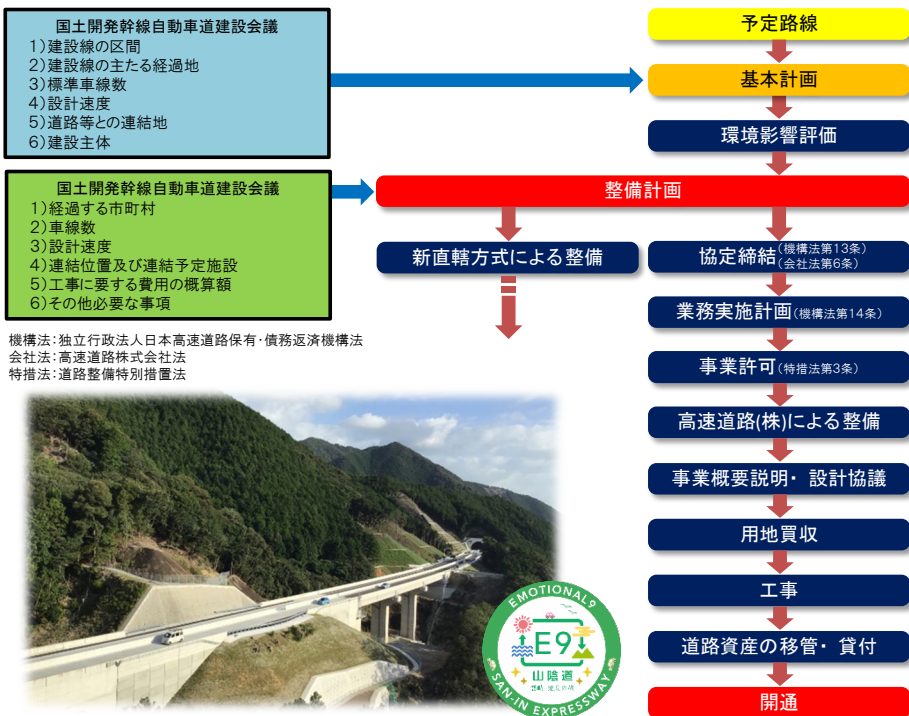 国土開発幹線自動車道建設会議
1)建設線の区間
2)建設線の主たる経過地
3)標準車線数
4)設計速度
5)道路等との連結地
6)建設主体
国土開発幹線自動車道建設会議
1)経過する市町村
2)車線数
3)設計速度
4)連結位置及び連結予定施設
5)工事に要する費用の概算額
6)その他必要な事項
機構法:独立行政法人日本高速道路保有・債務返済機構法
会社法:高速道路株式会社法
特措法:道路整備特別措置法
予定路線
基本計画
環境影響評価
整備計画
新直轄方式による整備
協定締結(機構法第13条)
(会社法第6条)
業務実施計画(機構法第14条)
事業許可(特措法第3条)
高速道路(株)による整備
事業概要説明・ 設計協議
用地買収
工事
道路資産の移管・ 貸付
開通
EMOTIONAL9
E9
山陰道
SAN-IN EXPRESSWAY